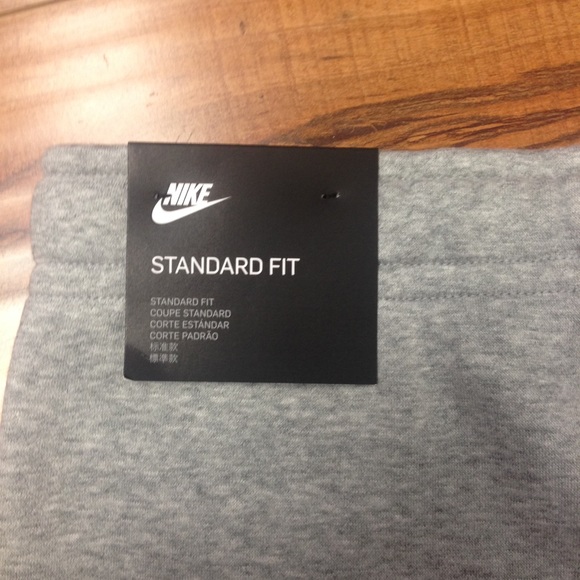 NIKE
STANDARD FIT
STANDARD FIT
COUPE STANDARD
CORTE ESTÁNDAR
CORTE PADRÃO
标准款
標準款